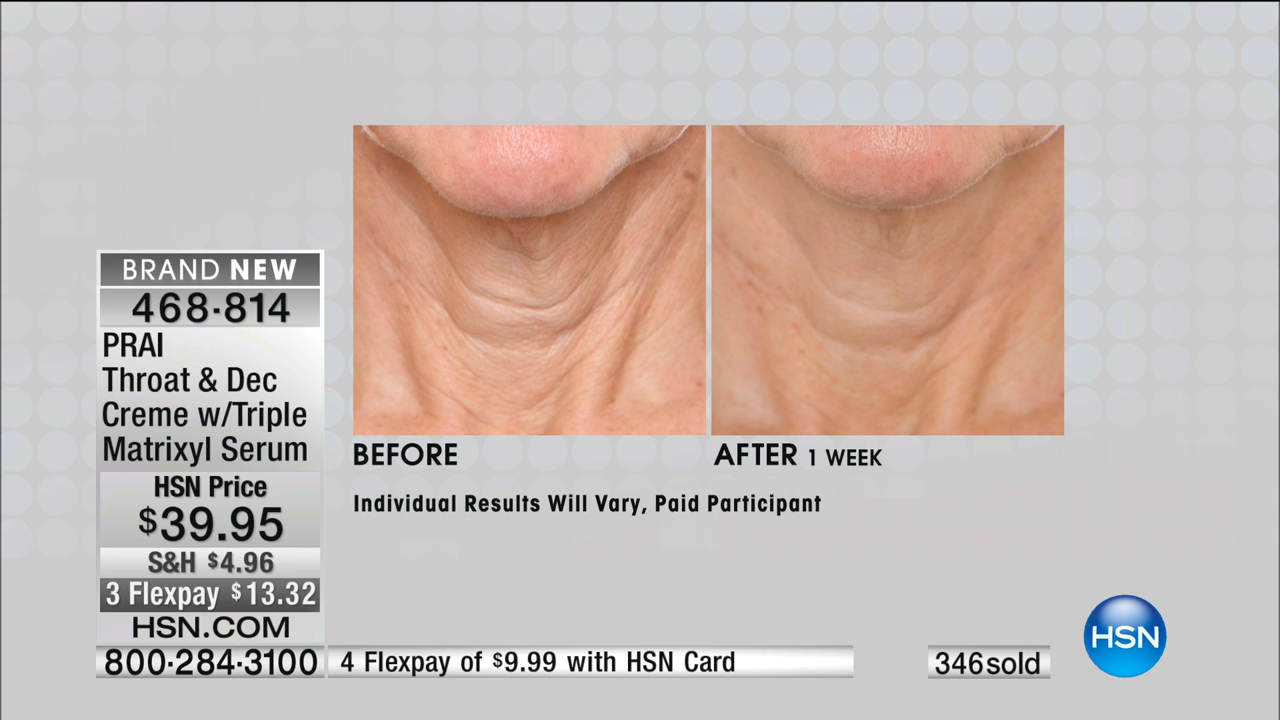 BRAND NEW
468-814
PRAI
Throat & Dec
Creme w/Triple
Matrixyl Serum
HSN Price
$39.95
S&H $4.96
3 Flexpay $13.32
HSN.COM
800·284·3100
BEFORE
AFTER 1 WEEK
Individual Results Will Vary, Paid Participant
4 Flexpay of $9.99 with HSN Card
346sold
HSN